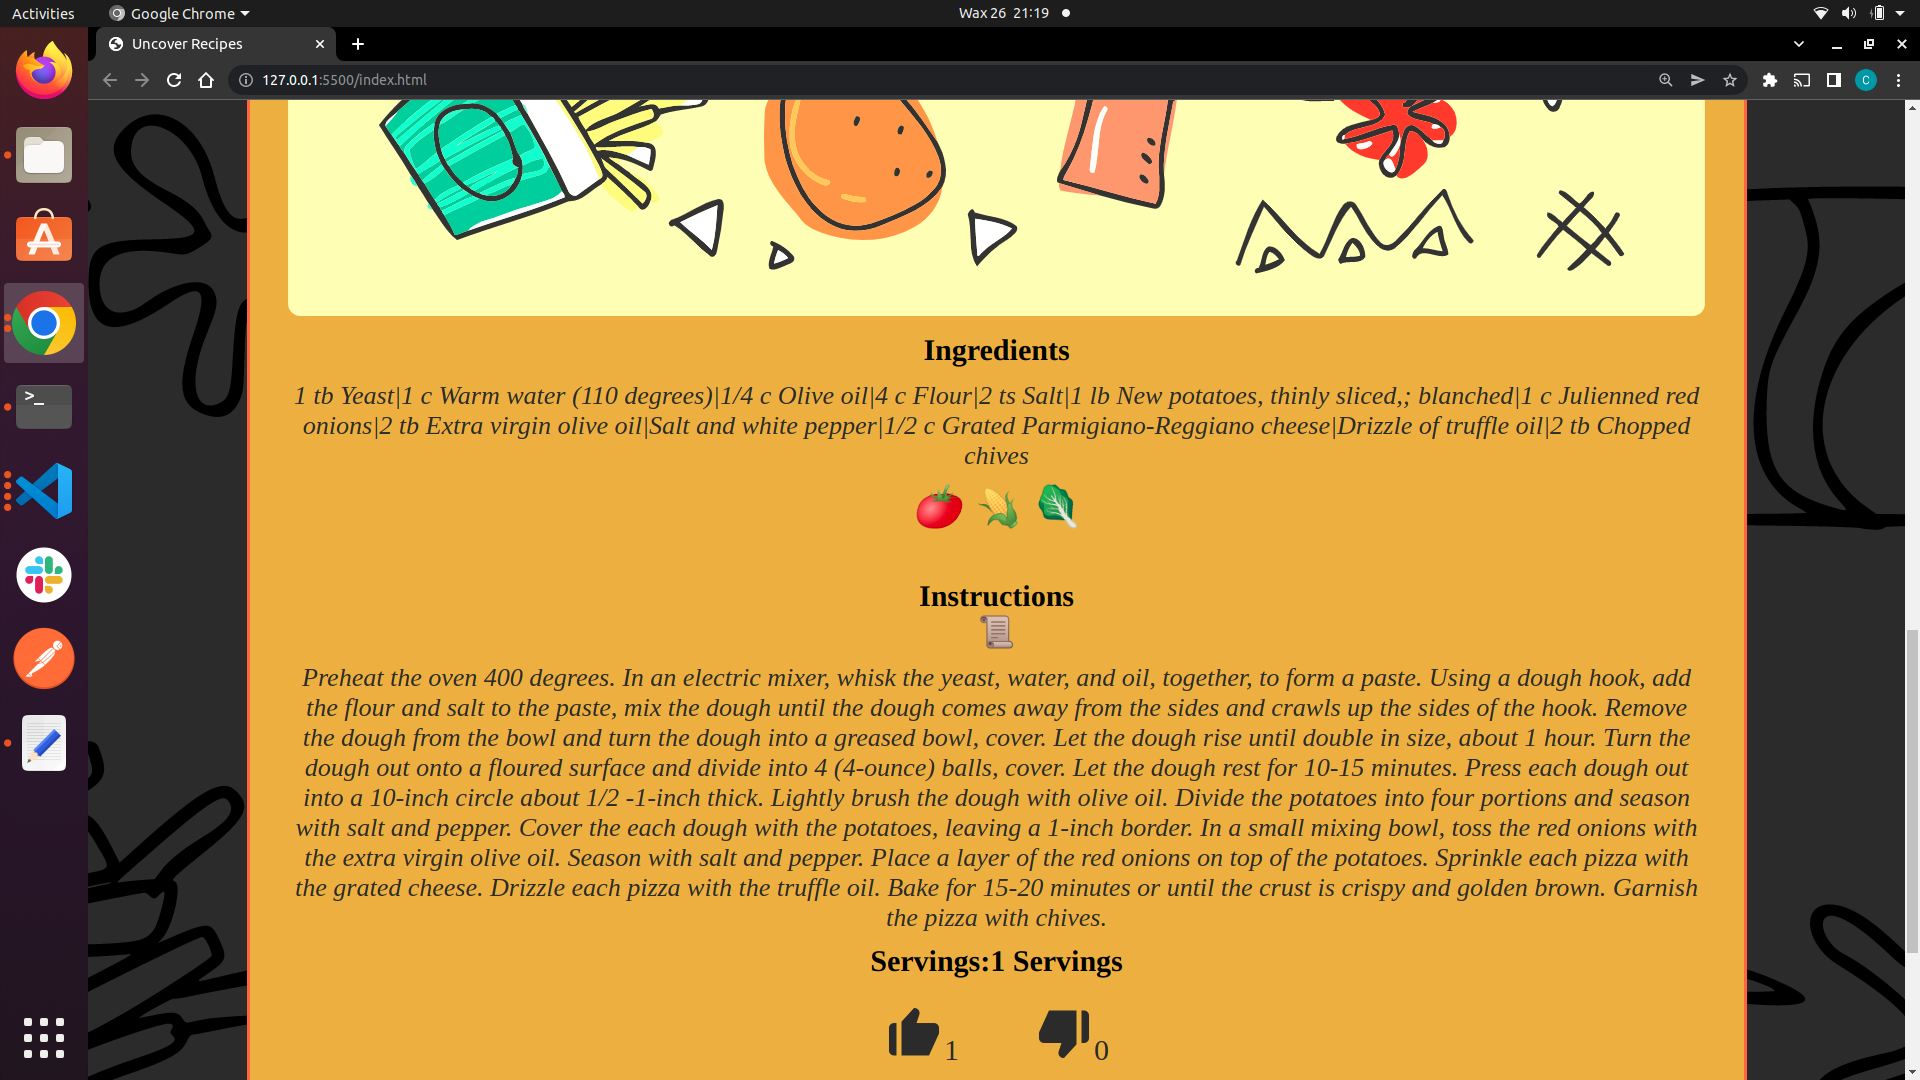 Activities
Google Chrome
Wax 26 21:19
Uncover Recipes
127.0.0.1:5500/index.html
C
Ingredients
1 tb Yeast|1 c Warm water (110 degrees)|1/4 c Olive oil|4 c Flour|2 ts Salt|1 lb New potatoes, thinly sliced,; blanched|1 c Julienned red
onions|2 tb Extra virgin olive oil|Salt and white pepper|1/2 c Grated Parmigiano-Reggiano cheese|Drizzle of truffle oil|2 tb Chopped
chives
Instructions
Preheat the oven 400 degrees. In an electric mixer, whisk the yeast, water, and oil, together, to form a paste. Using a dough hook, add
the flour and salt to the paste, mix the dough until the dough comes away from the sides and crawls up the sides of the hook. Remove
the dough from the bowl and turn the dough into a greased bowl, cover. Let the dough rise until double in size, about 1 hour. Turn the
dough out onto a floured surface and divide into 4 (4-ounce) balls, cover. Let the dough rest for 10-15 minutes. Press each dough out
into a 10-inch circle about 1/2 -1-inch thick. Lightly brush the dough with olive oil. Divide the potatoes into four portions and season
with salt and pepper. Cover the each dough with the potatoes, leaving a 1-inch border. In a small mixing bowl, toss the red onions with
the extra virgin olive oil. Season with salt and pepper. Place a layer of the red onions on top of the potatoes. Sprinkle each pizza with
the grated cheese. Drizzle each pizza with the truffle oil. Bake for 15-20 minutes or until the crust is crispy and golden brown. Garnish
the pizza with chives.
Servings:1 Servings
1
0